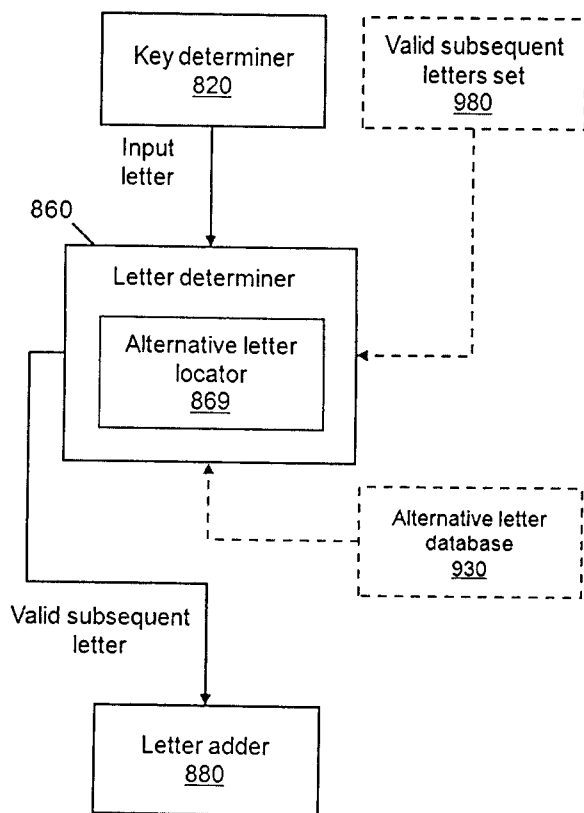 Key determiner
820
Valid subsequent
letters set
980
Input
letter
860
Letter determiner
Alternative letter
locator
869
Alternative letter
database
930
Valid subsequent
letter
Letter adder
880